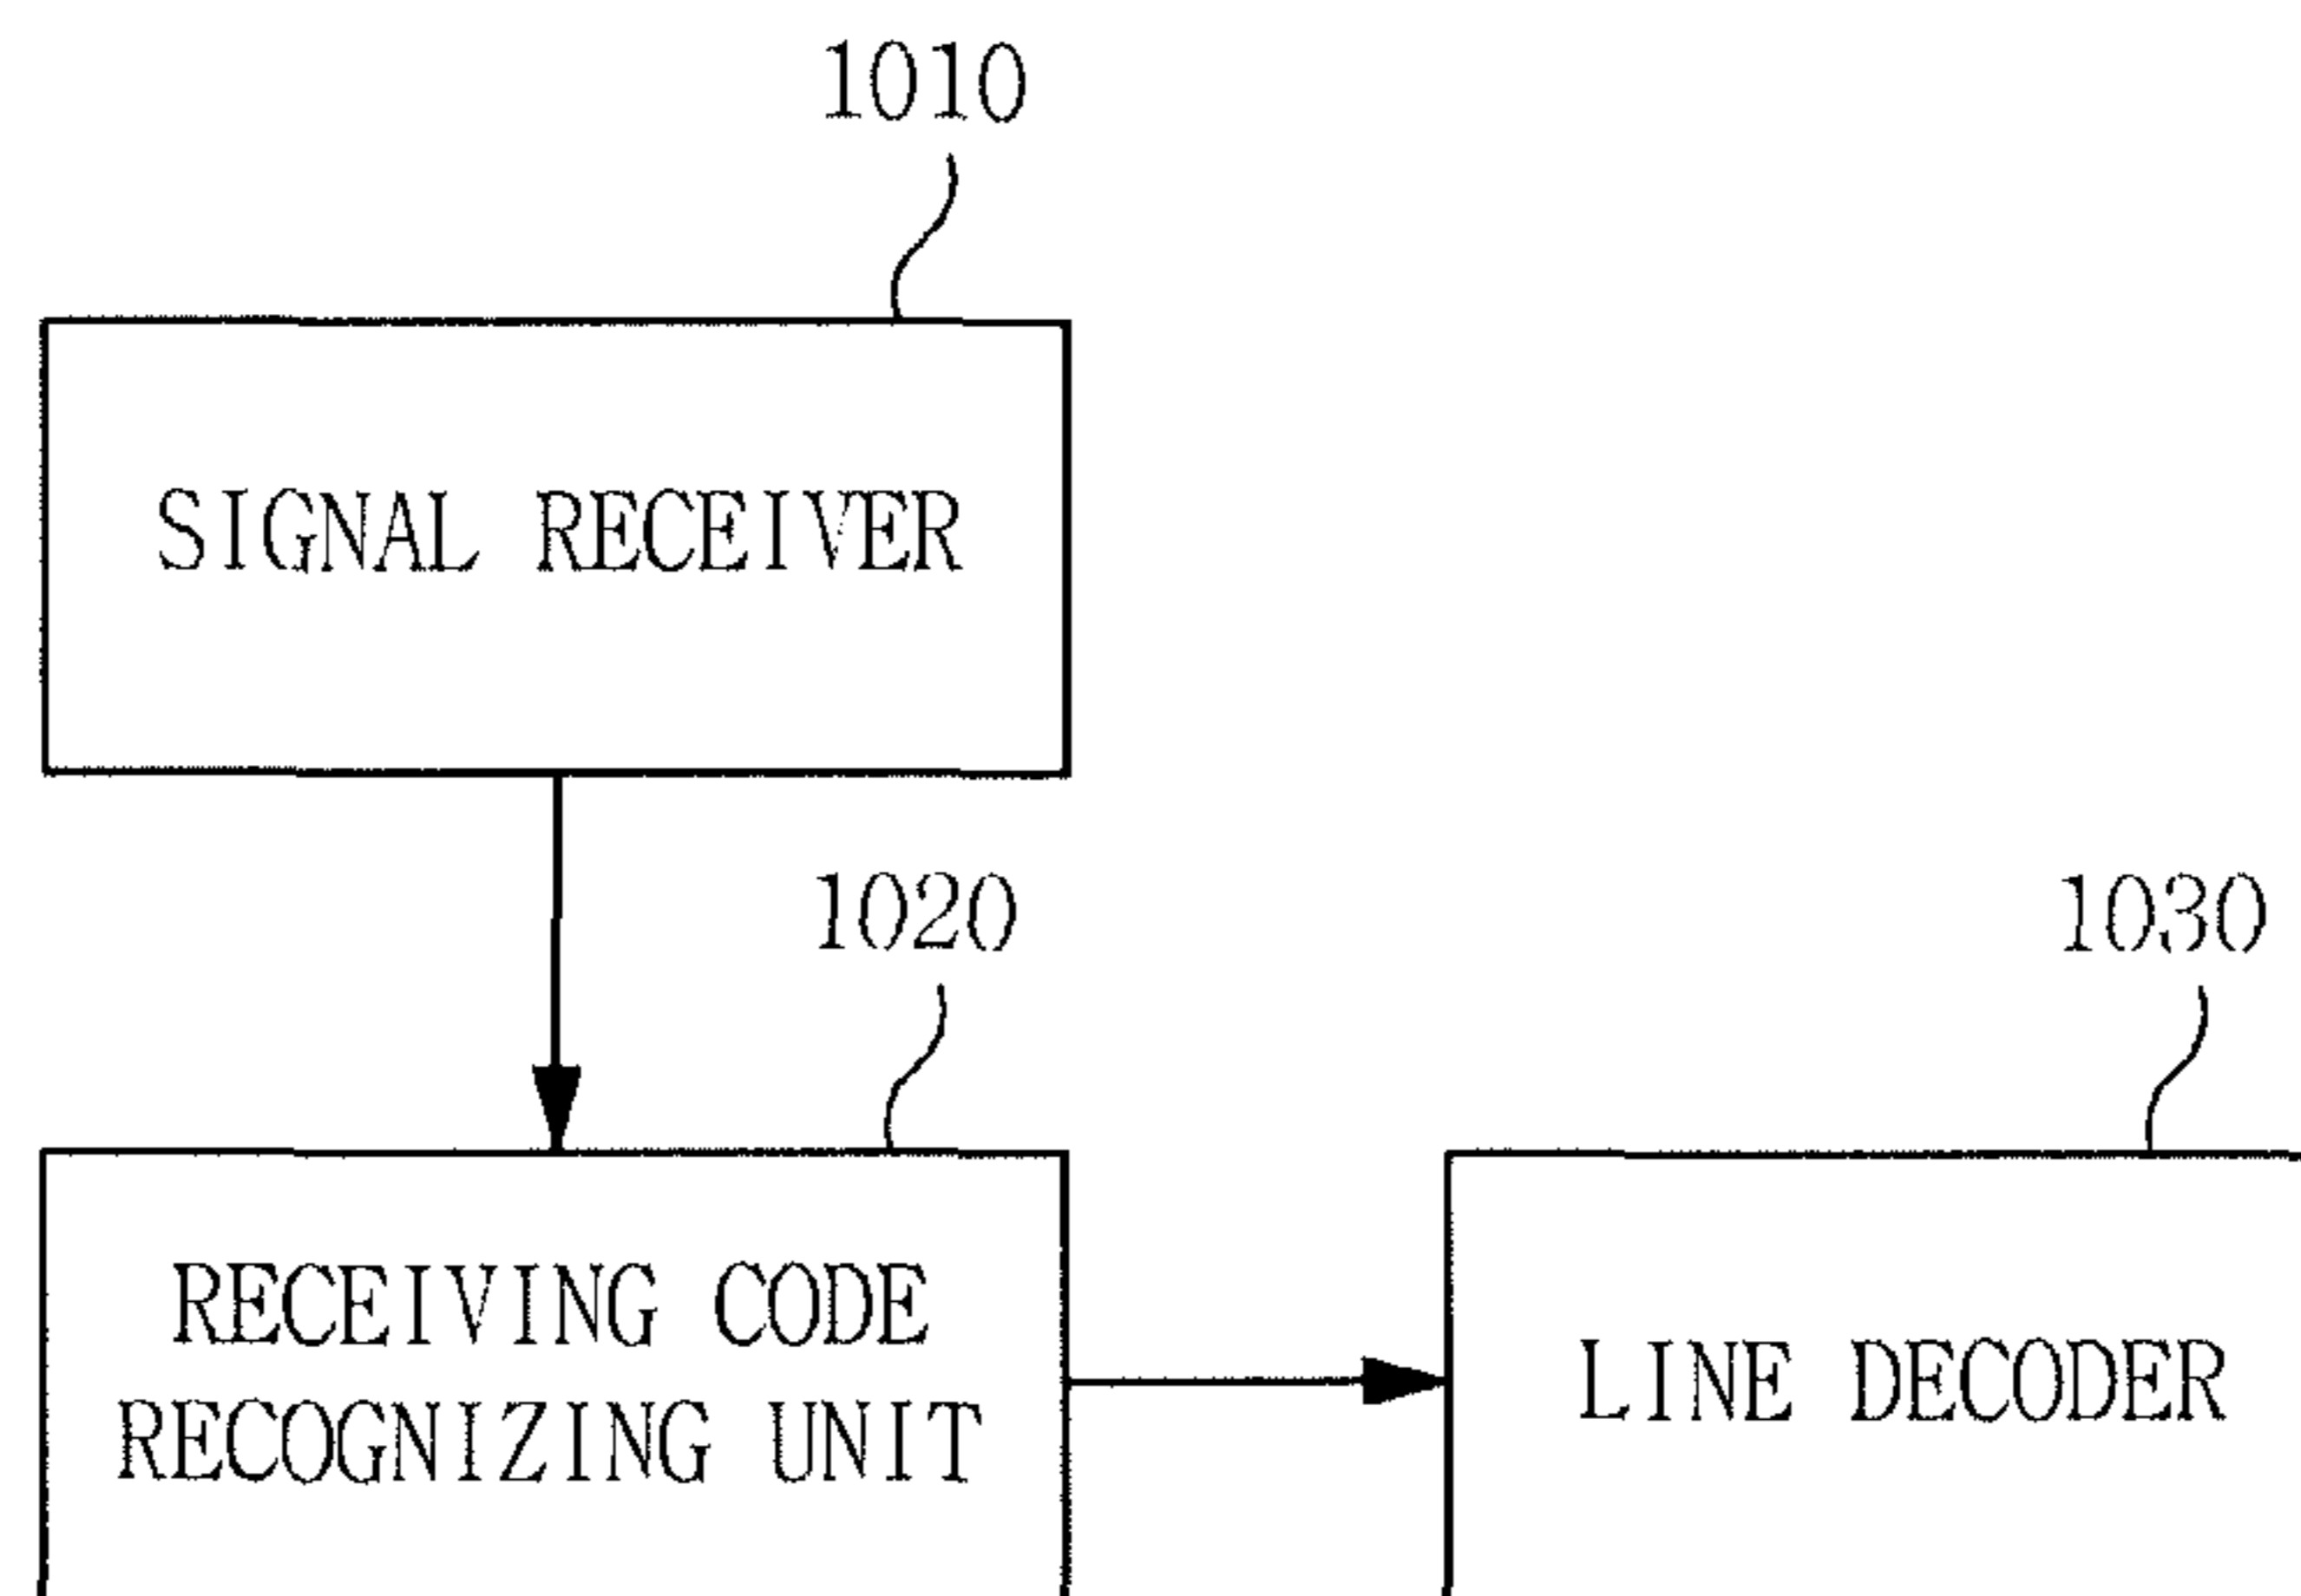 1010
SIGNAL RECEIVER
1020
1030
RECEIVING CODE
RECOGNIZING UNIT
LINE DECODER